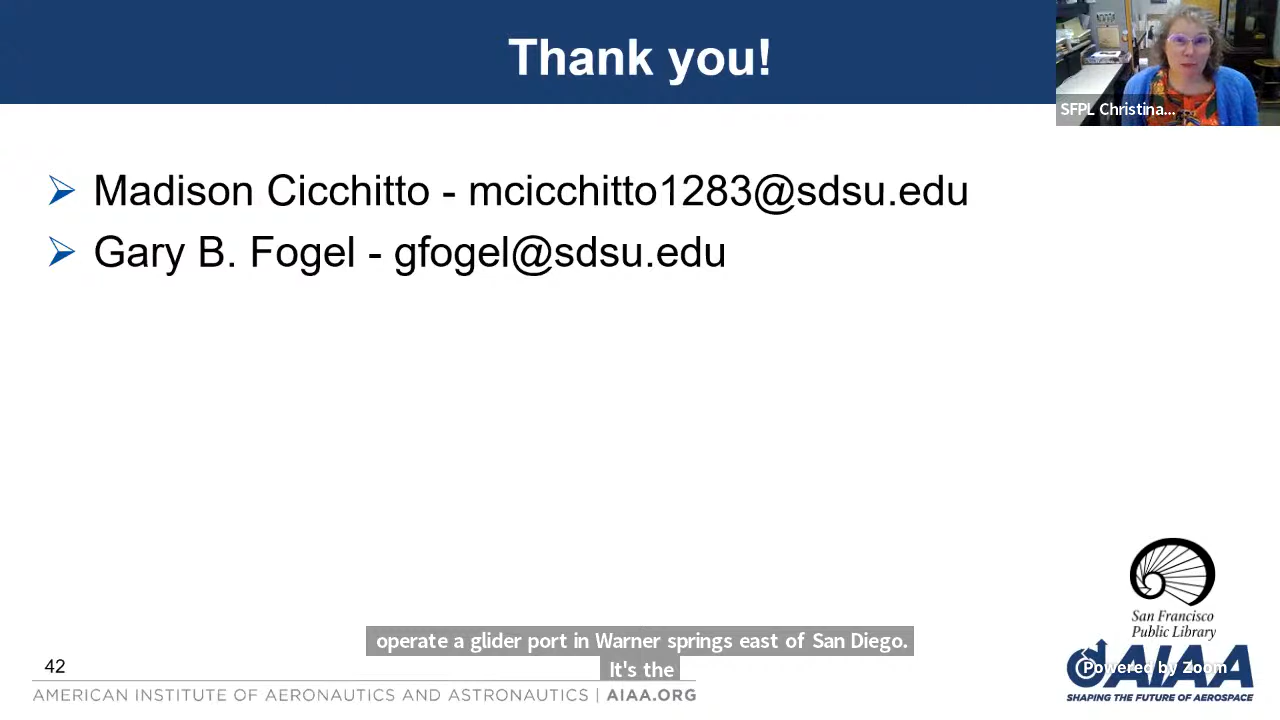 Thank you!
SFPL Christina...
Madison Cicchitto - mcicchitto1283@sdsu.edu
Gary B. Fogel - gfogel@sdsu.edu
San Francisco
Public Library
operate a glider port in Warner springs east of San Diego.
It's the
42
AIAA
Powered by Zoom
AMERICAN INSTITUTE OF AERONAUTICS AND ASTRONAUTICS | AIAA.ORG
SHAPING THE FUTURE OF AEROSPACE